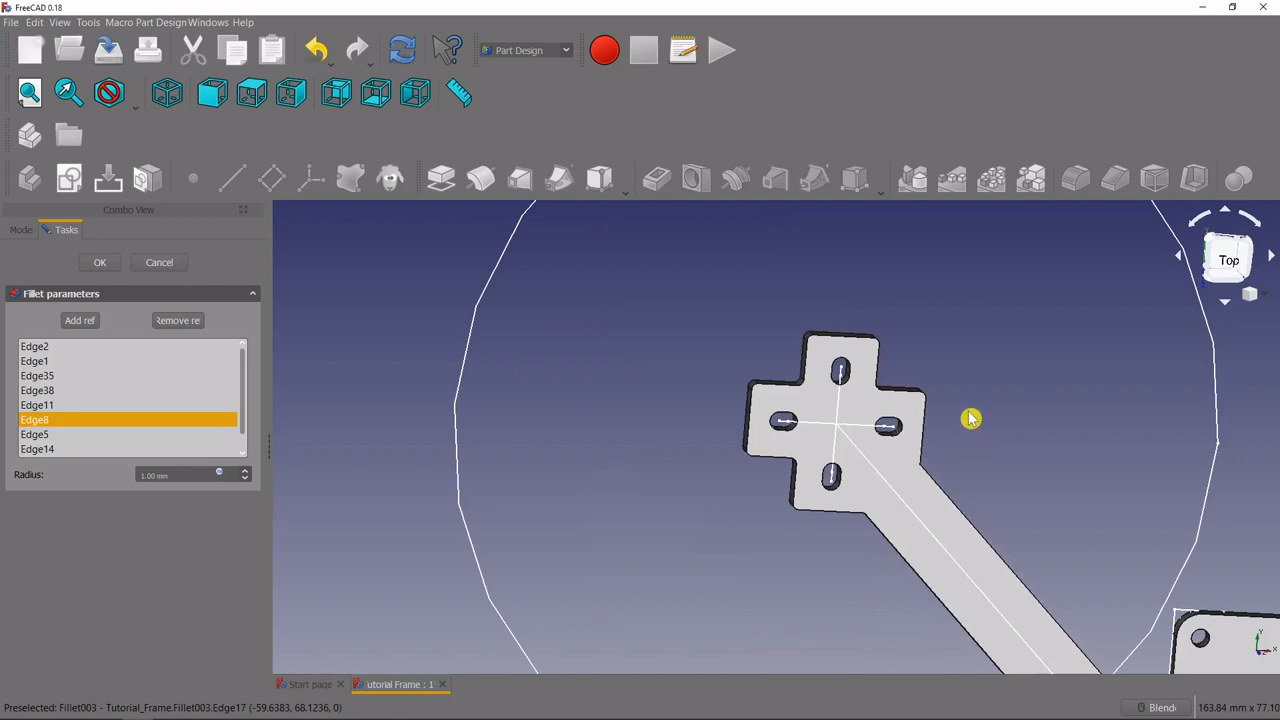 FreeCAD 0.18
File Edit View Tools Macro Part Design Windows Help
Part Design
Combo View
Mode Tasks
OK Cancel
Fillet parameters
Add ref Remove re
Edge2
Edge1
Edge35
Edge38
Edge11
Edge8
Edge5
Edge14
Radius: 1.00 mm
Top
Y
X
Start page utorial Frame : 1
Preselected: Fillet003 - Tutorial_Frame.Fillet003.Edge17 (-59.6383, 68.1236, 0) Blend 163.84 mm x 77.10